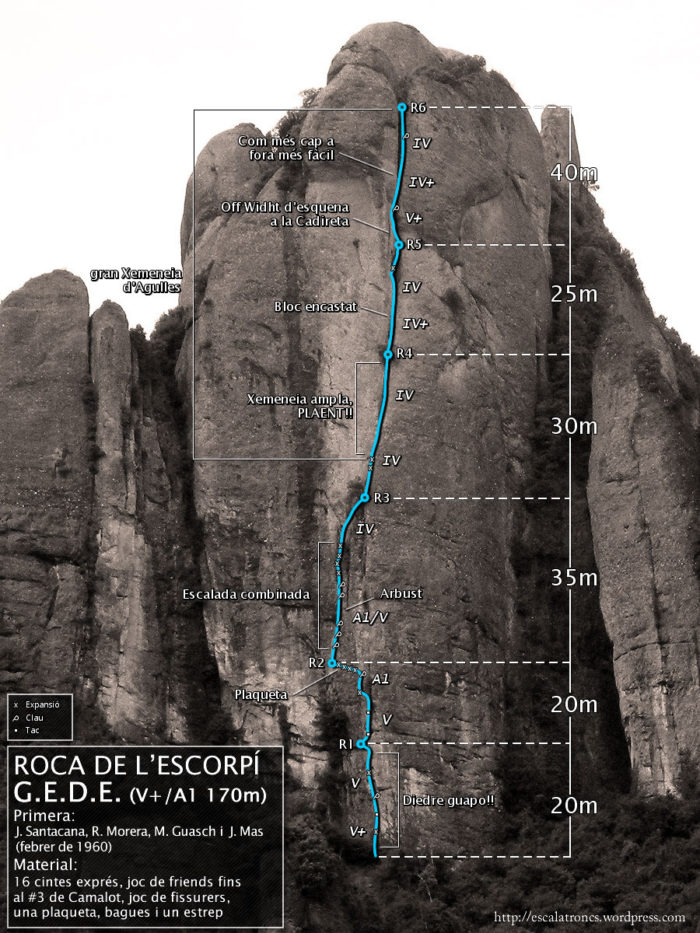 R6
Com més cap a
fora més fàcil
IV
40m
IV+
Off Widht d'esquena
a la Cadireta
V+
R5
gran Xemeneia
d'Agulles
IV
25m
Bloc encastat
IV+
R4
Xemeneia ampla,
PLAENT!!
IV
30m
IV
R3
IV
Escalada combinada
Arbust
35m
A1/V
R2
A1
Plaqueta
20m
V
R1
V
Diedre guapo!!
20m
V+
x Expansió
Clau
• Tac
ROCA DE L'ESCORPÍ
G.E.D.E. (V+/A1 170m)
Primera:
J. Santacana, R. Morera, M. Guasch i J. Mas
(febrer de 1960)
Material:
16 cintes exprés, joc de friends fins
al #3 de Camalot, joc de fissurers,
una plaqueta, bagues i un estrep
http://escalatroncs.wordpress.com